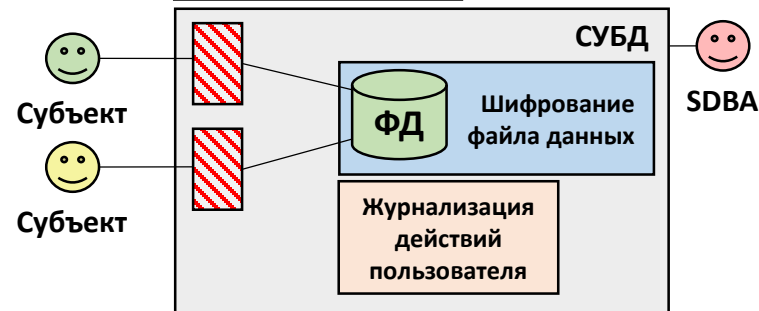 СУБД
SDBA
Субъект
Субъект
ФД
Шифрование
файла данных
Журнализация
действий
пользователя